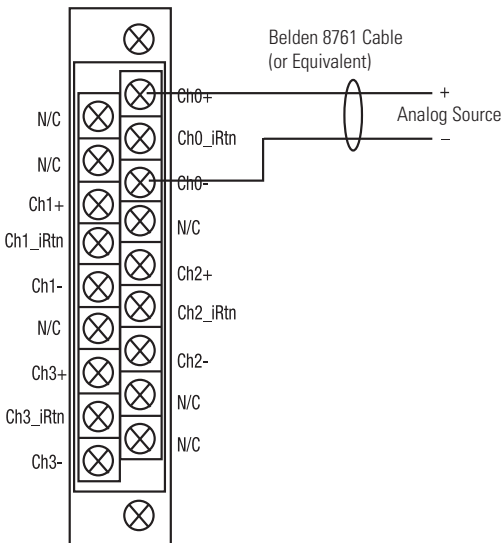 Belden 8761 Cable
(or Equivalent)
+
Analog Source
–
Ch0+
N/C
Ch0_iRtn
N/C
Ch0-
Ch1+
N/C
Ch1_iRtn
Ch2+
Ch1-
Ch2_iRtn
N/C
Ch2-
Ch3+
N/C
Ch3_iRtn
N/C
Ch3-